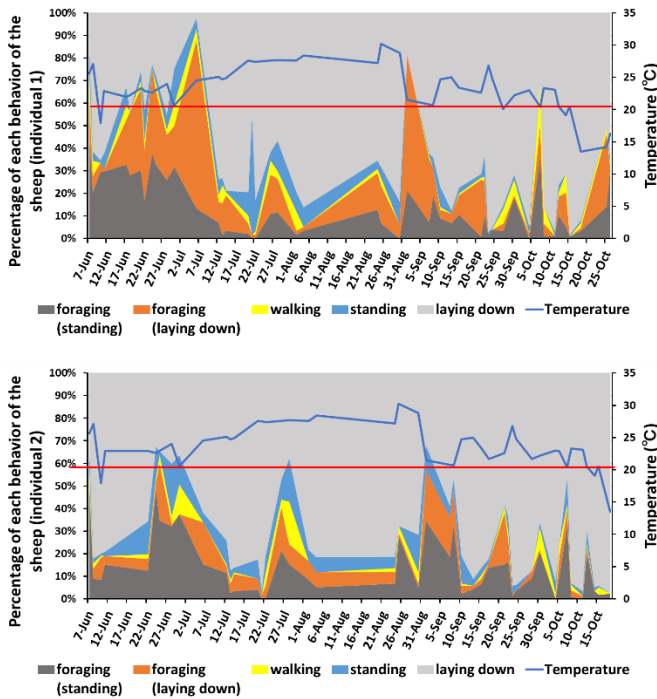 Percentage of each behavior of the
sheep (individual 1)
100%
90%
80%
70%
60%
50%
40%
30%
20%
10%
0%
35
30
25
20
15
10
5
0
Temperature (℃)
7-Jun
12-Jun
17-Jun
22-Jun
27-Jun
2-Jul
7-Jul
12-Jul
17-Jul
22-Jul
27-Jul
1-Aug
6-Aug
11-Aug
16-Aug
21-Aug
26-Aug
31-Aug
5-Sep
10-Sep
15-Sep
20-Sep
25-Sep
30-Sep
5-Oct
10-Oct
15-Oct
20-Oct
25-Oct
foraging
(standing)
foraging
(laying down)
walking
standing
laying down
Temperature
Percentage of each behavior of the
sheep (individual 2)
100%
90%
80%
70%
60%
50%
40%
30%
20%
10%
0%
35
30
25
20
15
10
5
0
Temperature (℃)
7-Jun
12-Jun
17-Jun
22-Jun
27-Jun
2-Jul
7-Jul
12-Jul
17-Jul
22-Jul
27-Jul
1-Aug
6-Aug
11-Aug
16-Aug
21-Aug
26-Aug
31-Aug
5-Sep
10-Sep
15-Sep
20-Sep
25-Sep
30-Sep
5-Oct
10-Oct
15-Oct
foraging
(standing)
foraging
(laying down)
walking
standing
laying down
Temperature